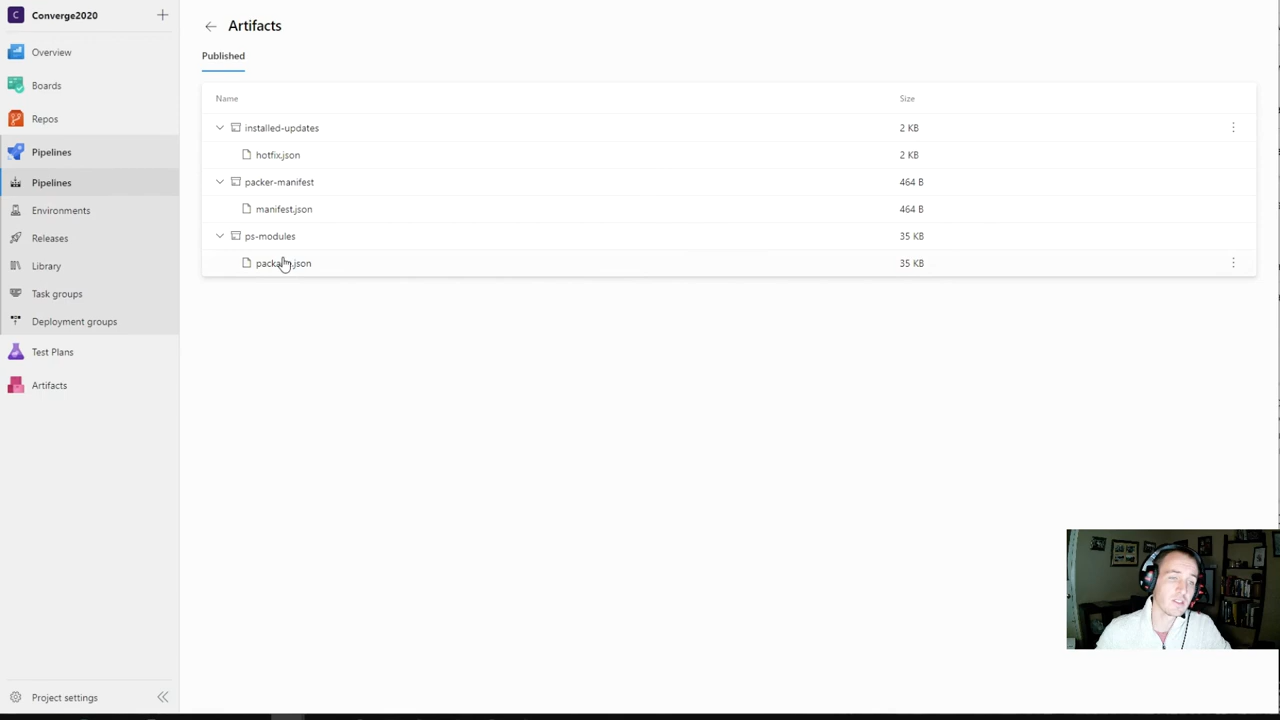 C Converge2020
Overview
Boards
Repos
Pipelines
Pipelines
Environments
Releases
Library
Task groups
Deployment groups
Test Plans
Artifacts
Project settings
Artifacts
Published
Name Size
installed-updates 2 KB
hotfix.json 2 KB
packer-manifest 464 B
manifest.json 464 B
ps-modules 35 KB
.json 35 KB